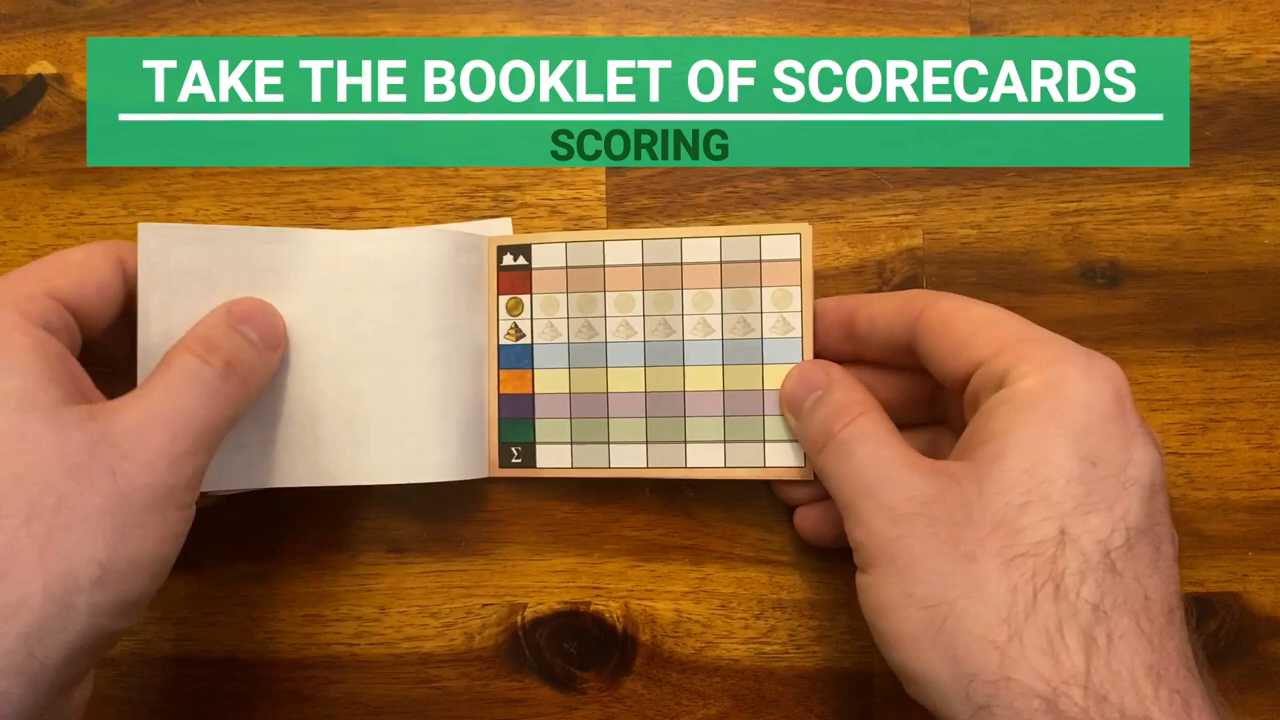 TAKE THE BOOKLET OF SCORECARDS
SCORING
Σ